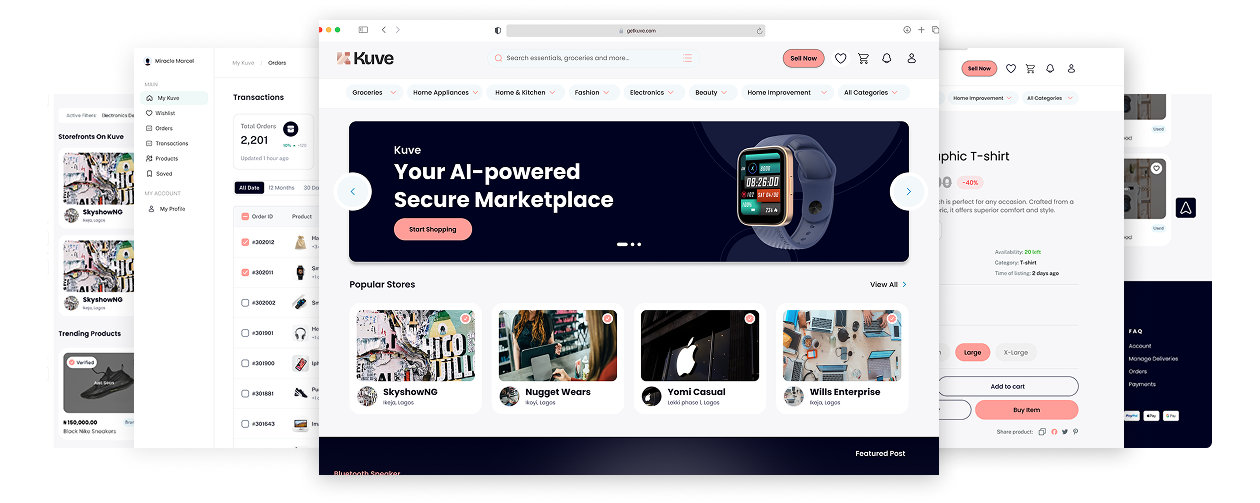 getkuve.com
Kuve
Search essentials, groceries and more...
Sell Now
Groceries
Home Appliances
Home & Kitchen
Fashion
Electronics
Beauty
Home Improvement
All Categories
Kuve
Your AI-powered
Secure Marketplace
Start Shopping
Popular Stores
View All
SkyshowNG
Ikeja, Lagos
Nugget Wears
Ikoyi, Lagos
Yomi Casual
Lekki phase 1, Lagos
Wills Enterprise
Ikeja, Lagos
Featured Post
Bluetooth Speaker
Miracle Marcel
MAIN
My Kuve
Wishlist
Orders
Transactions
Products
Saved
MY ACCOUNT
My Profile
My Kuve / Orders
Transactions
Total Orders
2,201
Updated 1 hour ago
All Date
12 Months
30 Da
Order ID
Product
#302012
#302011
#302002
#301901
#301900
#301881
#301643
Active Filters:
Storefronts On Kuve
SkyshowNG
Ikeja, Lagos
SkyshowNG
Ikeja, Lagos
Trending Products
Verified
₦150,000.00
Black Nike Sneakers
Sell Now
Home Improvement
All Categories
aphic T-shirt
-40%
ch is perfect for any occasion. Crafted from a
ric, it offers superior comfort and style.
Availability: 20 left
Category: T-shirt
Time of listing: 2 days ago
Large
X-Large
Add to cart
Buy Item
Share product:
Used
Used
FAQ
Account
Manage Deliveries
Orders
Payments
PayPal
Pay